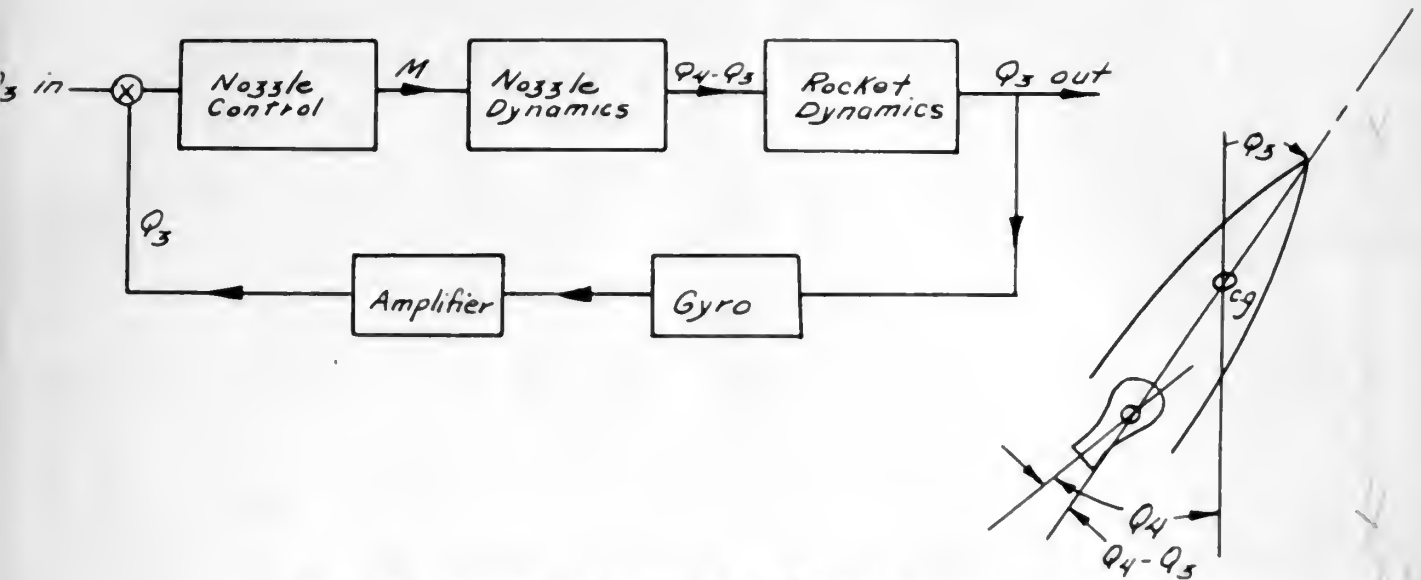 Q3 in
Nozzle
Control
M
Nozzle
Dynamics
Q4-Q3
Rocket
Dynamics
Q3 out
Q3
Amplifier
Gyro
Q3
cg
Q4
Q4-Q3